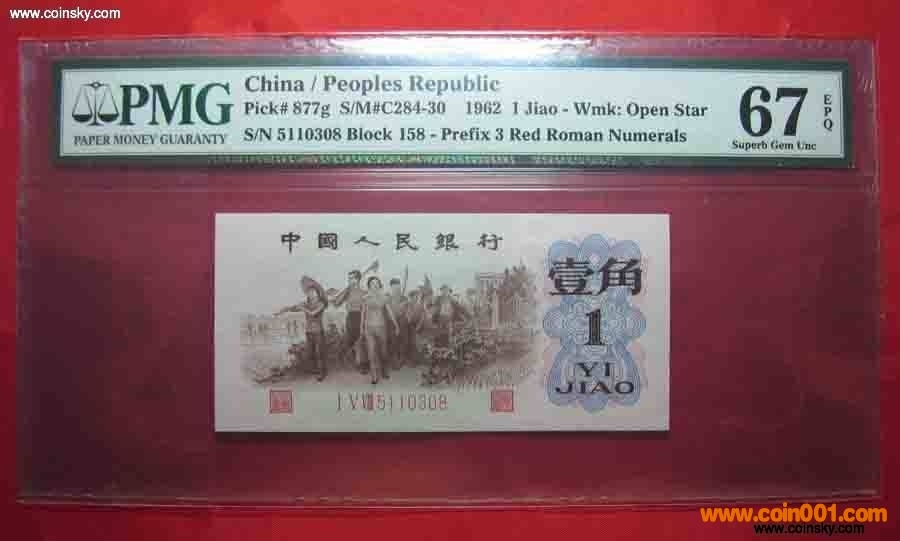 www.coinsky.com
PMG
PAPER MONEY GUARANTY
China / Peoples Republic
Pick# 877g S/M#C284-30 1962 1 Jiao - Wmk: Open Star
S/N 5110308 Block 158 - Prefix 3 Red Roman Numerals
67
EPQ
Superb Gem Unc
中國人民銀行
壹角
1
YI
JIAO
I V VIII 5110308
www.coin001.com
www.coinsky.com